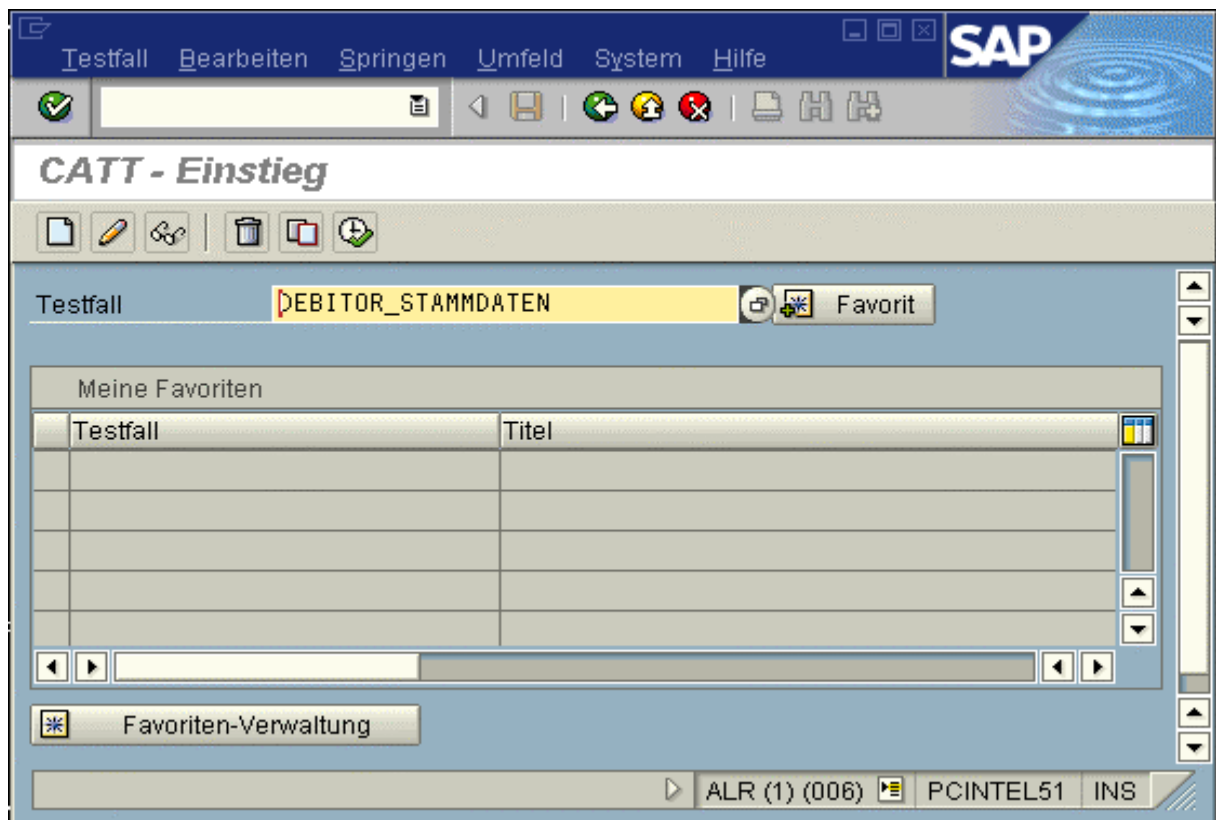 Testfall Bearbeiten Springen Umfeld System Hilfe
SAP
CATT - Einstieg
Testfall DEBITOR_STAMMDATEN Favorit
Meine Favoriten
Testfall Titel
Favoriten-Verwaltung
ALR (1) (006) PCINTEL51 INS